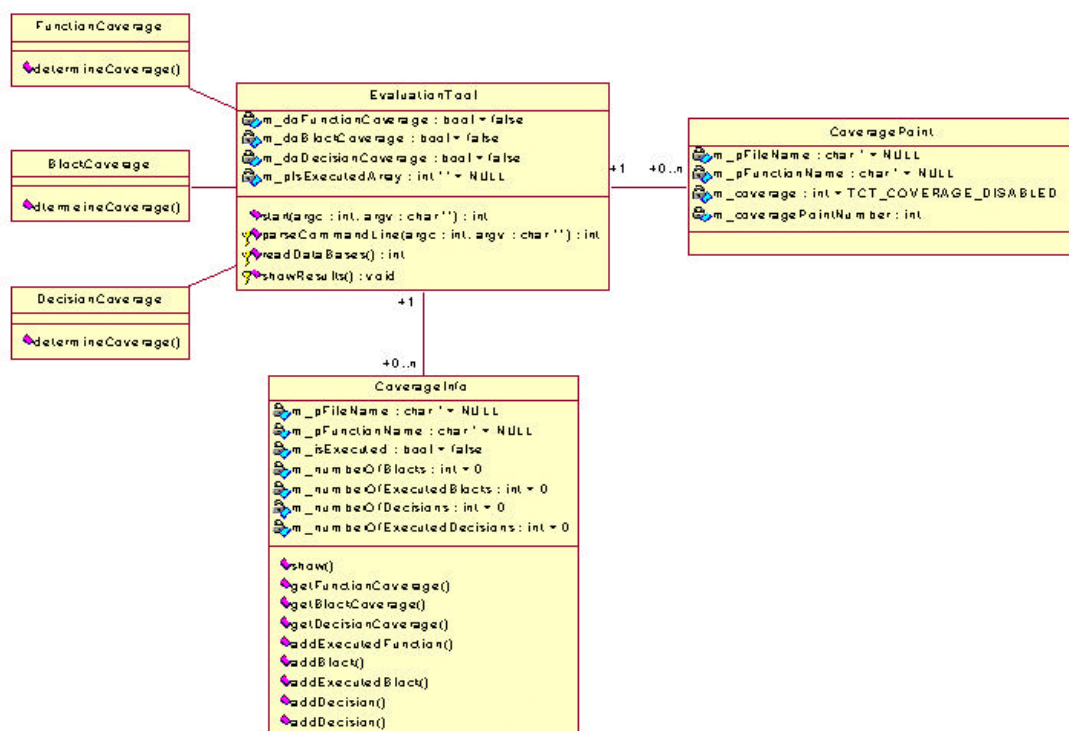 FunctionCoverage
determineCoverage()
EvaluationTool
m_doFunctionCoverage : bool = false
m_doBlockCoverage : bool = false
m_doDecisionCoverage : bool = false
m_pIsExecutedArray : int ** = NULL
start(argc : int, argv : char**) : int
parseCommandLine(argc : int, argv : char**) : int
readDataBases() : int
showResults() : void
BlockCoverage
dtermeineCoverage()
DecisionCoverage
determineCoverage()
+1
+0..n
CoveragePoint
m_pFileName : char * = NULL
m_pFunctionName : char * = NULL
m_coverage : int = TCT_COVERAGE_DISABLED
m_coveragePointNumber : int
+1
+0..n
CoverageInfo
m_pFileName : char * = NULL
m_pFunctionName : char * = NULL
m_isExecuted : bool = false
m_numberOfBlocks : int = 0
m_numberOfExecutedBlocks : int = 0
m_numberOfDecisions : int = 0
m_numberOfExecutedDecisions : int = 0
show()
getFunctionCoverage()
getBlockCoverage()
getDecisionCoverage()
addExecutedFunction()
addBlock()
addExecutedBlock()
addDecision()
addDecision()